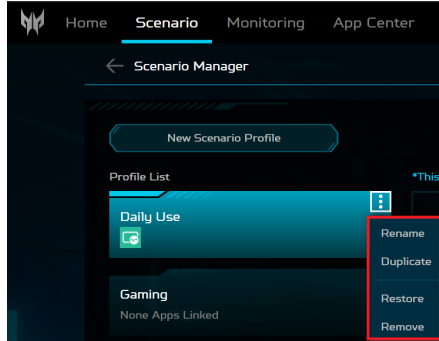 Home Scenario Monitoring App Center
Scenario Manager
New Scenario Profile
Profile List
*This
Daily Use
Rename
Duplicate
Gaming
None Apps Linked
Restore
Remove